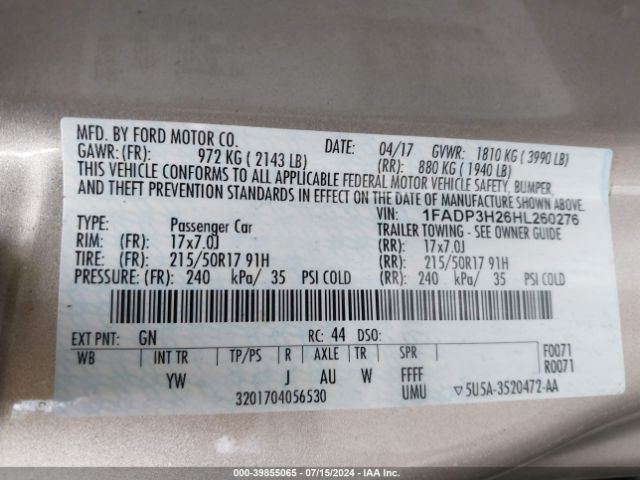 MFD. BY FORD MOTOR CO. DATE: 04/17 GVWR: 1810 KG ( 3990 LB)
GAWR: (FR): 972 KG ( 2143 LB) (RR): 880 KG ( 1940 LB)
THIS VEHICLE CONFORMS TO ALL APPLICABLE FEDERAL MOTOR VEHICLE SAFETY, BUMPER,
AND THEFT PREVENTION STANDARDS IN EFFECT ON THE DATE OF MANUFACTURE SHOWN ABOVE.
VIN: 1FADP3H26HL260276
TYPE: Passenger Car TRAILER TOWING - SEE OWNER GUIDE
RIM: (FR): 17x7.0J (RR): 17x7.0J
TIRE: (FR): 215/50R17 91H (RR): 215/50R17 91H
PRESSURE: (FR): 240 kPa/ 35 PSI COLD (RR): 240 kPa/ 35 PSI COLD
EXT PNT: GN RC: 44 DSO:
WB INT TR TP/PS R AXLE TR SPR F0071
R0071
YW J AU W FFFF
3201704056530 UMU ▽ 5U5A-3520472-AA
000-39855065 - 07/15/2024 - IAA Inc.